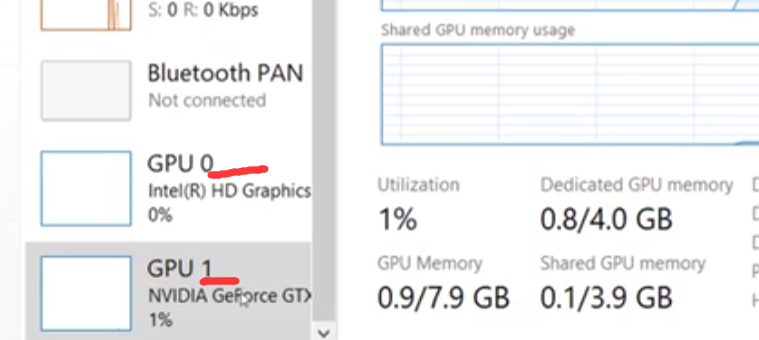 S: 0 R: 0 Kbps
Bluetooth PAN
Not connected
GPU 0
Intel(R) HD Graphics
0%
GPU 1
NVIDIA GeForce GTX
1%
Shared GPU memory usage
Utilization
1%
Dedicated GPU memory
0.8/4.0 GB
GPU Memory
0.9/7.9 GB
Shared GPU memory
0.1/3.9 GB